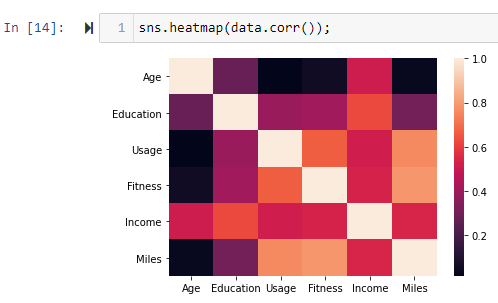 In [14]:
1 sns.heatmap(data.corr());
Age
Education
Usage
Fitness
Income
Miles
Age Education Usage Fitness Income Miles
1.0
0.8
0.6
0.4
0.2